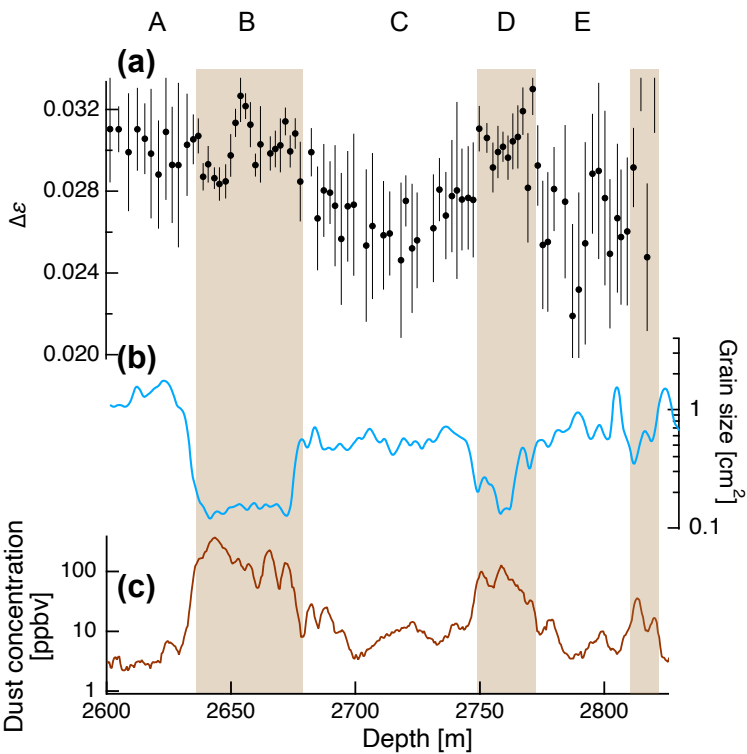 A B C D E
(a)
0.032
0.028
Δε
0.024
0.020
(b)
Grain size [cm²]
1
0.1
(c)
Dust concentration
[ppbv]
100
10
1
2600 2650 2700 2750 2800
Depth [m]